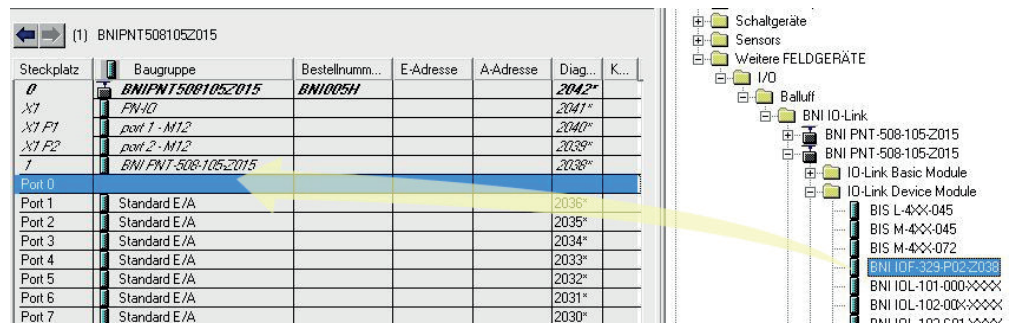 (1) BNIPNT508105Z015
Steckplatz Baugruppe Bestellnumm... E-Adresse A-Adresse Diag... K...
0 BNIPNT508105Z015 BNI005H 2042*
X1 PN-IO 2041*
X1 P1 port 1 - M12 2040*
X1 P2 port 2 - M12 2039*
1 BNI PNT-508-105-Z015 2038*
Port 0
Port 1 Standard E/A 2036*
Port 2 Standard E/A 2035*
Port 3 Standard E/A 2034*
Port 4 Standard E/A 2033*
Port 5 Standard E/A 2032*
Port 6 Standard E/A 2031*
Port 7 Standard E/A 2030*
Schaltgeräte
Sensors
Weitere FELDGERÄTE
I/O
Balluff
BNI IO-Link
BNI PNT-508-105-Z015
BNI PNT-508-105-Z015
IO-Link Basic Module
IO-Link Device Module
BIS L-4XX-045
BIS M-4XX-045
BIS M-4XX-072
BNI IOF-329-P02-Z038
BNI IOL-101-000-XXXX
BNI IOL-102-00X-XXXX